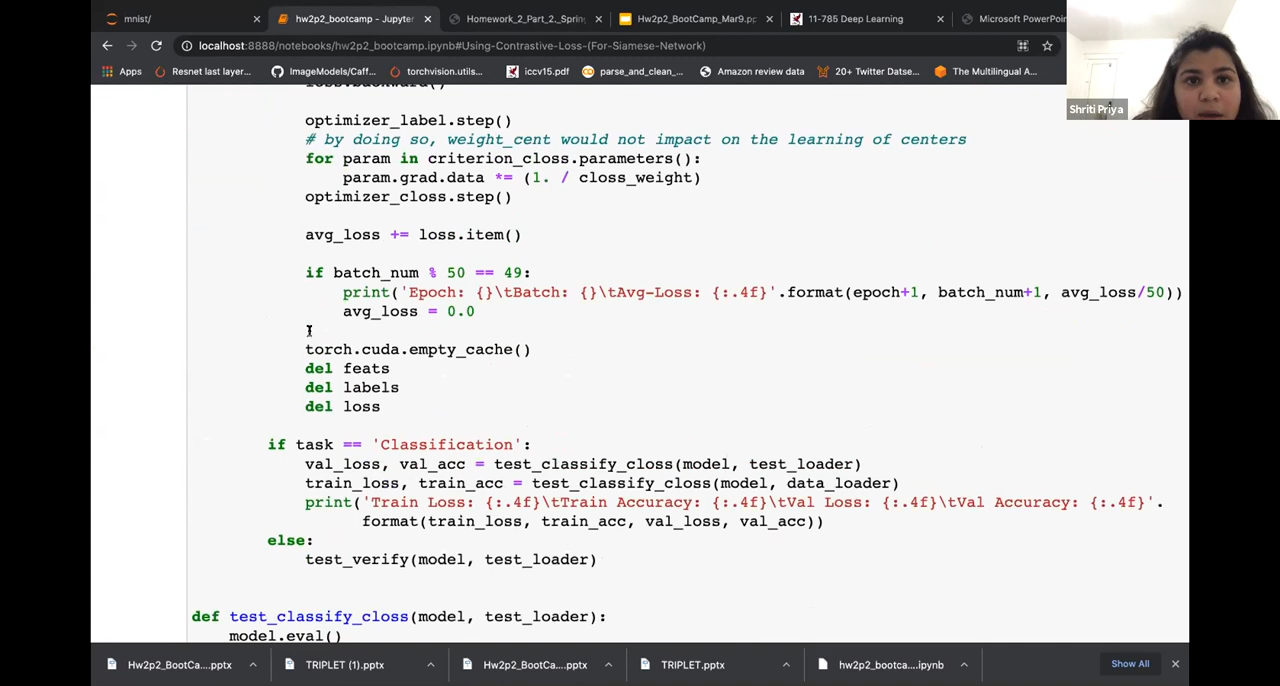 mnist/
hw2p2_bootcamp - Jupyter
Homework_2_Part_2._Spring
Hw2p2_BootCamp_Mar9.pp
11-785 Deep Learning
Microsoft PowerPoin
localhost:8888/notebooks/hw2p2_bootcamp.ipynb#Using-Contrastive-Loss-(For-Siamese-Network)
Apps
Resnet last layer...
ImageModels/Caff...
torchvision.utils...
iccv15.pdf
parse_and_clean_...
Amazon review data
20+ Twitter Datse...
The Multilingual A...
Shriti Priya
loss.backward()
optimizer_label.step()
# by doing so, weight_cent would not impact on the learning of centers
for param in criterion_closs.parameters():
param.grad.data *= (1. / closs_weight)
optimizer_closs.step()
avg_loss += loss.item()
if batch_num % 50 == 49:
print('Epoch: {}\tBatch: {}\tAvg-Loss: {:.4f}'.format(epoch+1, batch_num+1, avg_loss/50))
avg_loss = 0.0
torch.cuda.empty_cache()
del feats
del labels
del loss
if task == 'Classification':
val_loss, val_acc = test_classify_closs(model, test_loader)
train_loss, train_acc = test_classify_closs(model, data_loader)
print('Train Loss: {:.4f}\tTrain Accuracy: {:.4f}\tVal Loss: {:.4f}\tVal Accuracy: {:.4f}'.
format(train_loss, train_acc, val_loss, val_acc))
else:
test_verify(model, test_loader)
def test_classify_closs(model, test_loader):
model.eval()
Hw2p2_BootCa....pptx
TRIPLET (1).pptx
Hw2p2_BootCa....pptx
TRIPLET.pptx
hw2p2_bootca....ipynb
Show All